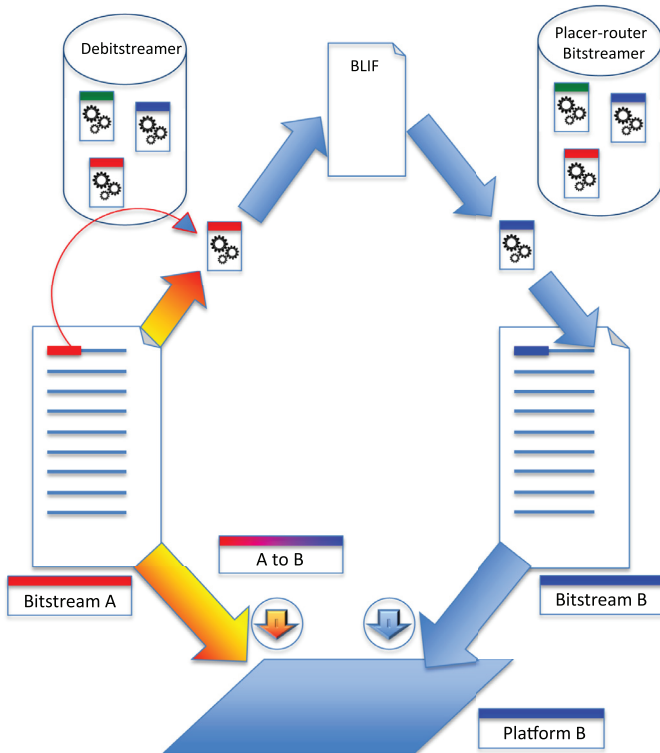 Debitstreamer
BLIF
Placer-router
Bitstreamer
A to B
Bitstream A
Bitstream B
Platform B